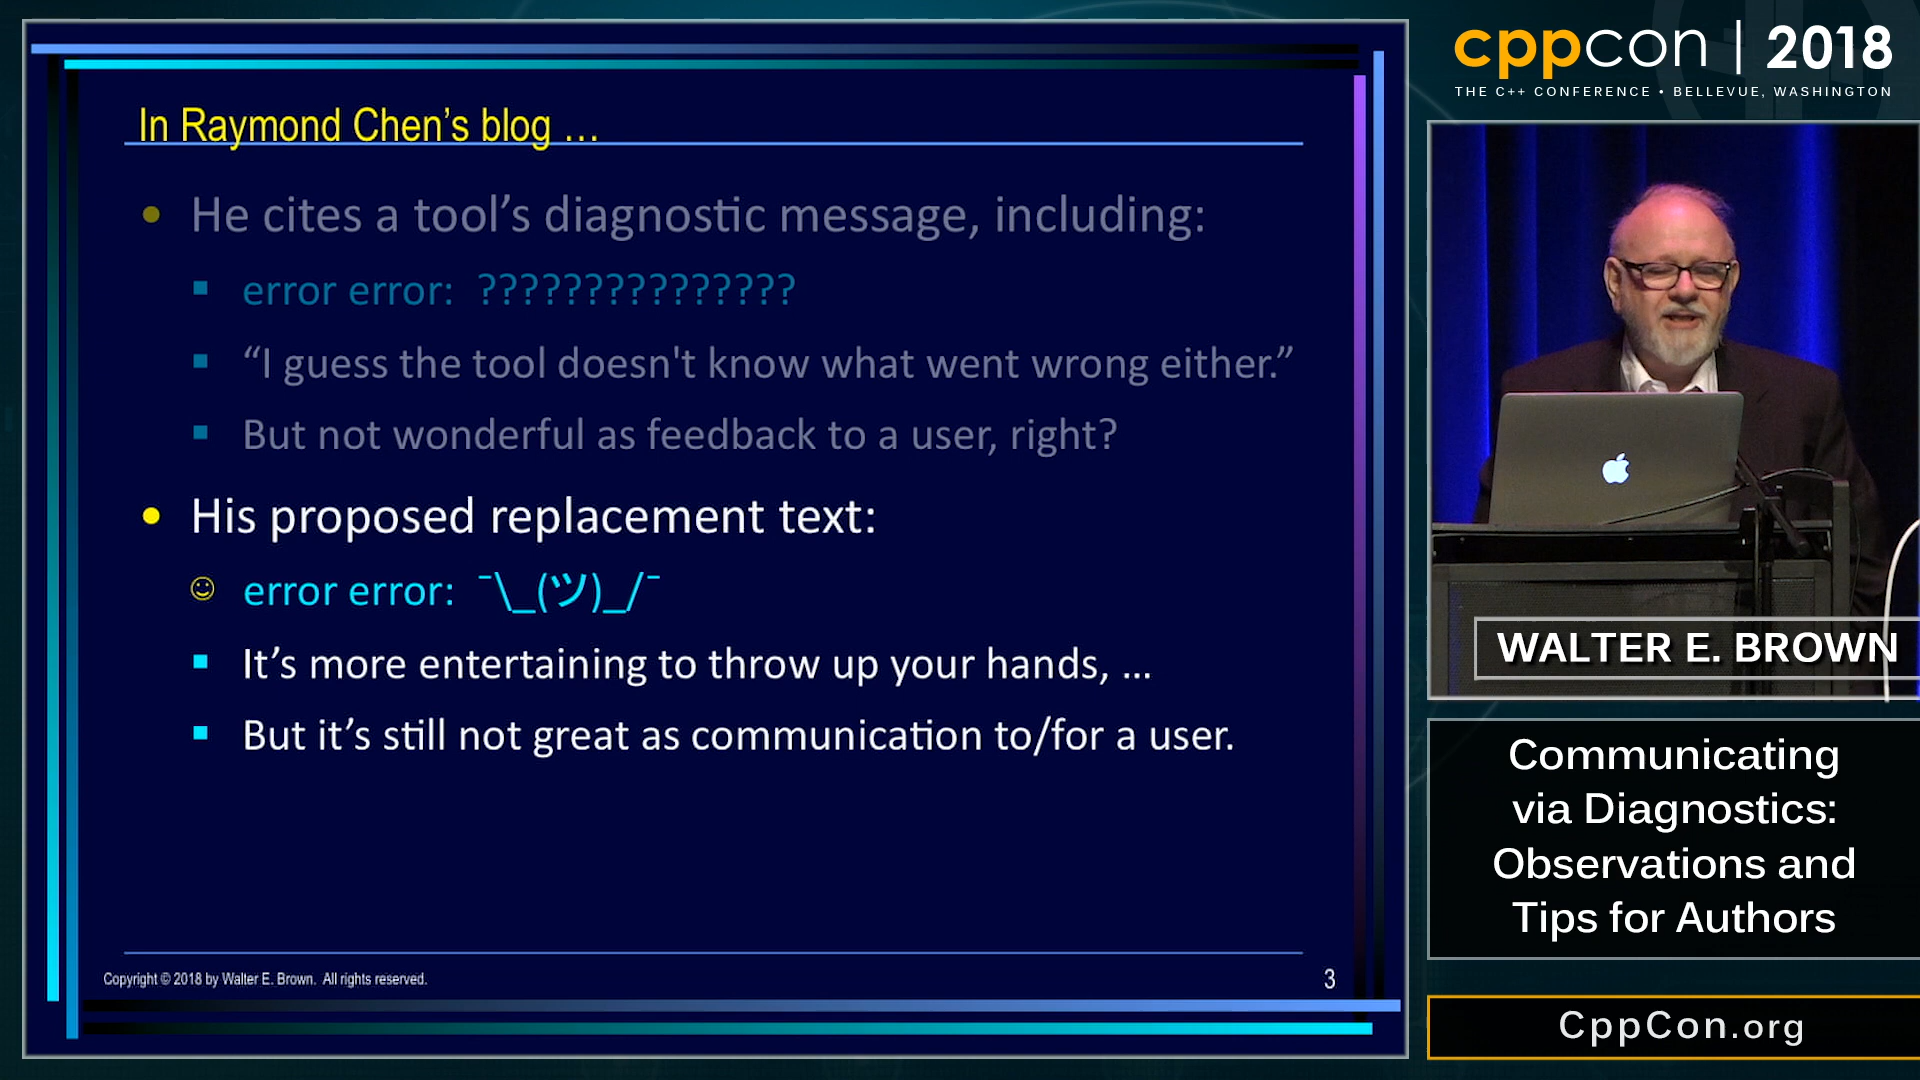 In Raymond Chen’s blog …
• He cites a tool’s diagnostic message, including:
▪ error error: ???????????????
▪ “I guess the tool doesn't know what went wrong either.”
▪ But not wonderful as feedback to a user, right?
• His proposed replacement text:
☺ error error: ¯\_(ツ)_/¯
▪ It’s more entertaining to throw up your hands, …
▪ But it’s still not great as communication to/for a user.
Copyright © 2018 by Walter E. Brown. All rights reserved.
3
cppcon | 2018
THE C++ CONFERENCE • BELLEVUE, WASHINGTON
WALTER E. BROWN
Communicating
via Diagnostics:
Observations and
Tips for Authors
CppCon.org